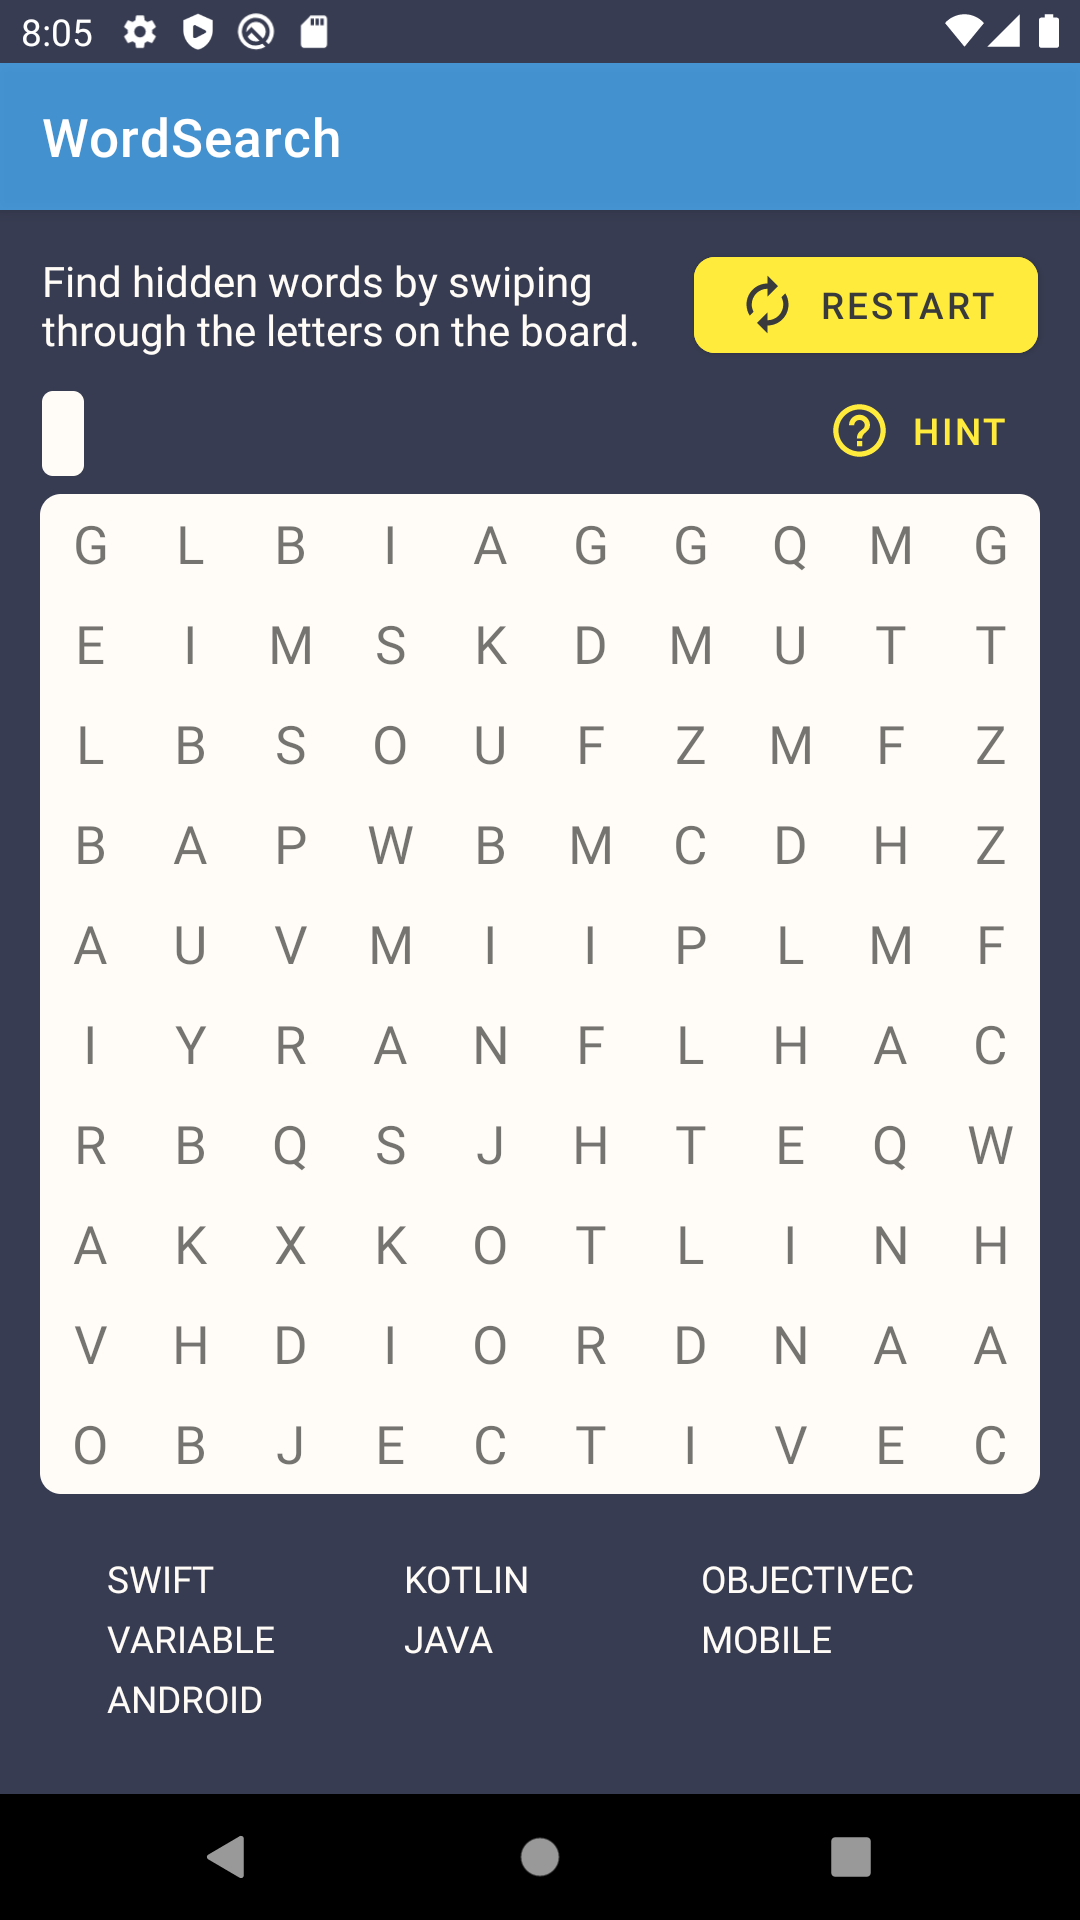 8:05
WordSearch
Find hidden words by swiping
through the letters on the board.
RESTART
HINT
G L B I A G G Q M G
E I M S K D M U T T
L B S O U F Z M F Z
B A P W B M C D H Z
A U V M I I P L M F
I Y R A N F L H A C
R B Q S J H T E Q W
A K X K O T L I N H
V H D I O R D N A A
O B J E C T I V E C
SWIFT KOTLIN OBJECTIVEC
VARIABLE JAVA MOBILE
ANDROID